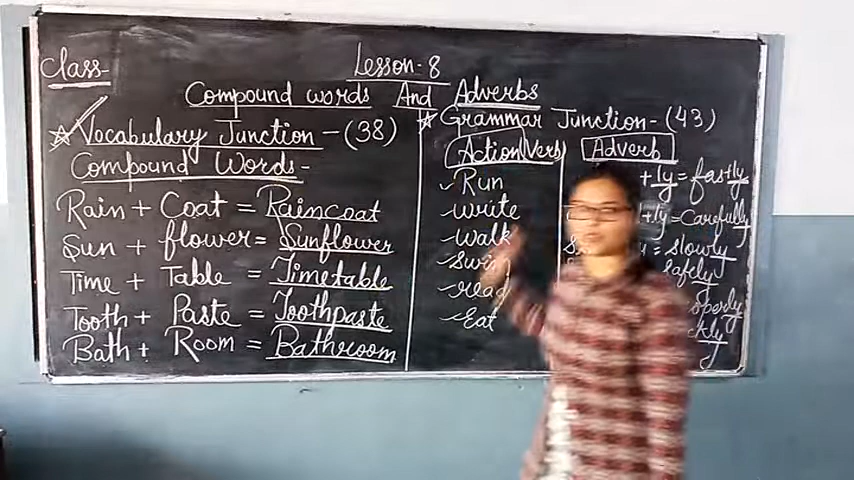 Class-
Lesson-8
Compound words And Adverbs
Vocabulary Junction-(38)
Compound Words-
Rain + Coat = Raincoat
Sun + flower = Sunflower
Time + Table = Timetable
Tooth + Paste = Toothpaste
Bath + Room = Bathroom
Grammar Junction-(43)
Action Verb
Run
write
walk
swim
read
Eat
Adverb
+ ly = fastly
+ly = Carefully
= slowly
safely